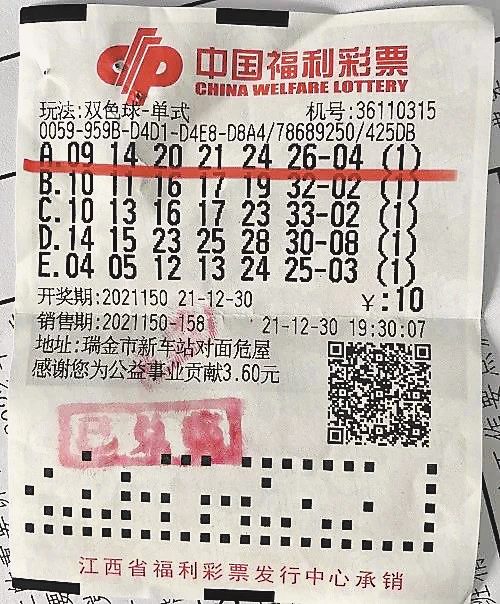 中国福利彩票
CHINA WELFARE LOTTERY
玩法:双色球-单式 机号:36110315
0059-959B-D4D1-D4E8-D8A4/78689250/425DB
A.09 14 20 21 24 26-04 (1)
B.10 11 16 17 19 32-02 (1)
C.10 13 16 17 23 33-02 (1)
D.14 15 23 25 28 30-08 (1)
E.04 05 12 13 24 25-03 (1)
开奖期:2021150 21-12-30 ¥:10
销售期:2021150-158 21-12-30 19:30:07
地址:瑞金市新车站对面危屋
感谢您为公益事业贡献3.60元
江西省福利彩票发行中心承销